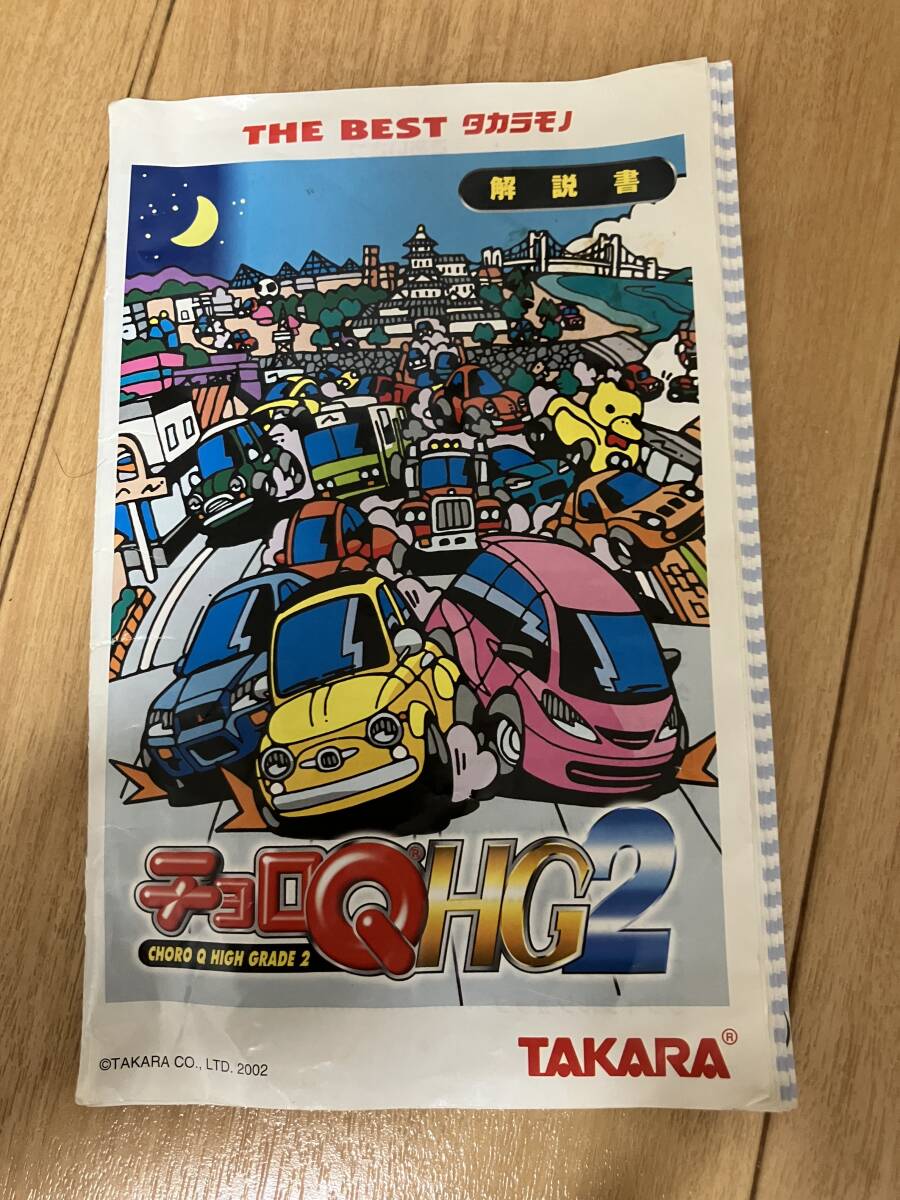 THE BEST タカラモノ
解説書
チョロQ®HG2
CHORO Q HIGH GRADE 2
©TAKARA CO., LTD. 2002
TAKARA®